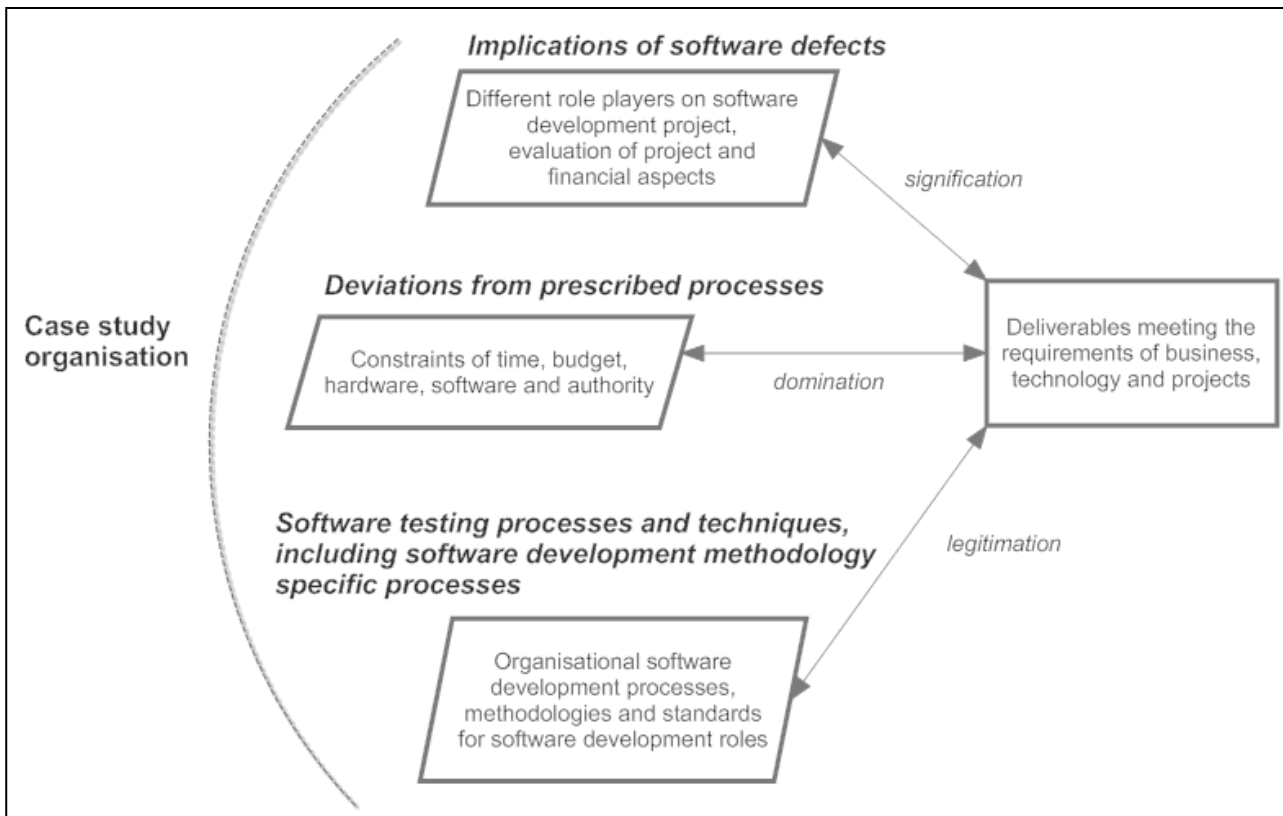 Implications of software defects
Different role players on software
development project,
evaluation of project and
financial aspects
signification
Deviations from prescribed processes
Case study
organisation
Constraints of time, budget,
hardware, software and authority
domination
Deliverables meeting the
requirements of business,
technology and projects
Software testing processes and techniques,
including software development methodology
specific processes
legitimation
Organisational software
development processes,
methodologies and standards
for software development roles